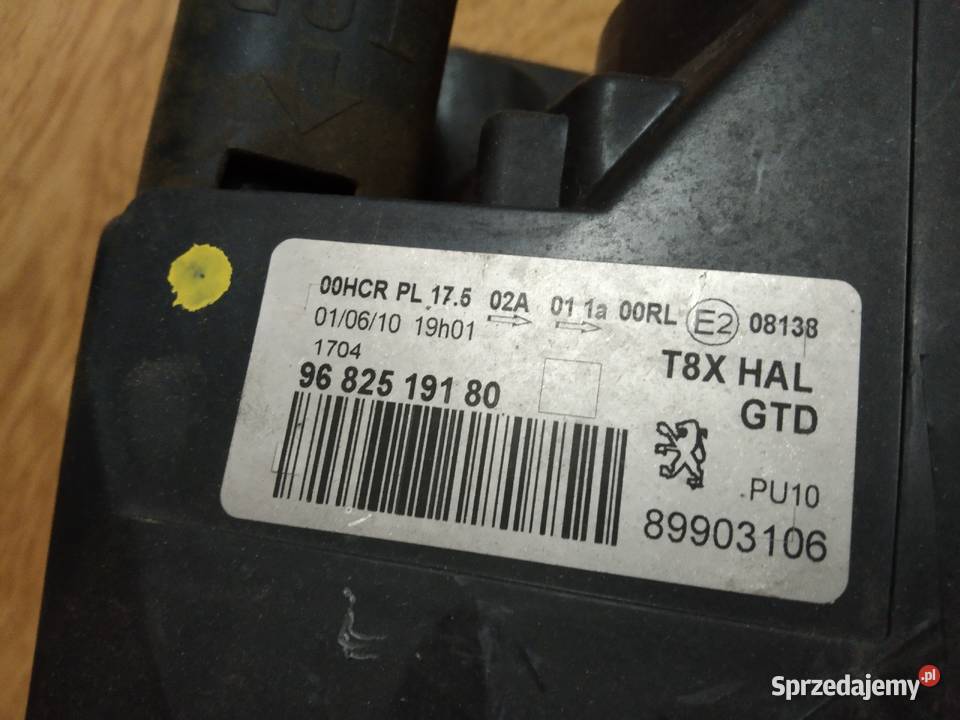 00HCR PL 17.5 02A 01 1a 00RL E2 08138
01/06/10 19h01
1704
T8X HAL
96 825 191 80
GTD
PU10
89903106
Sprzedajemy.pl